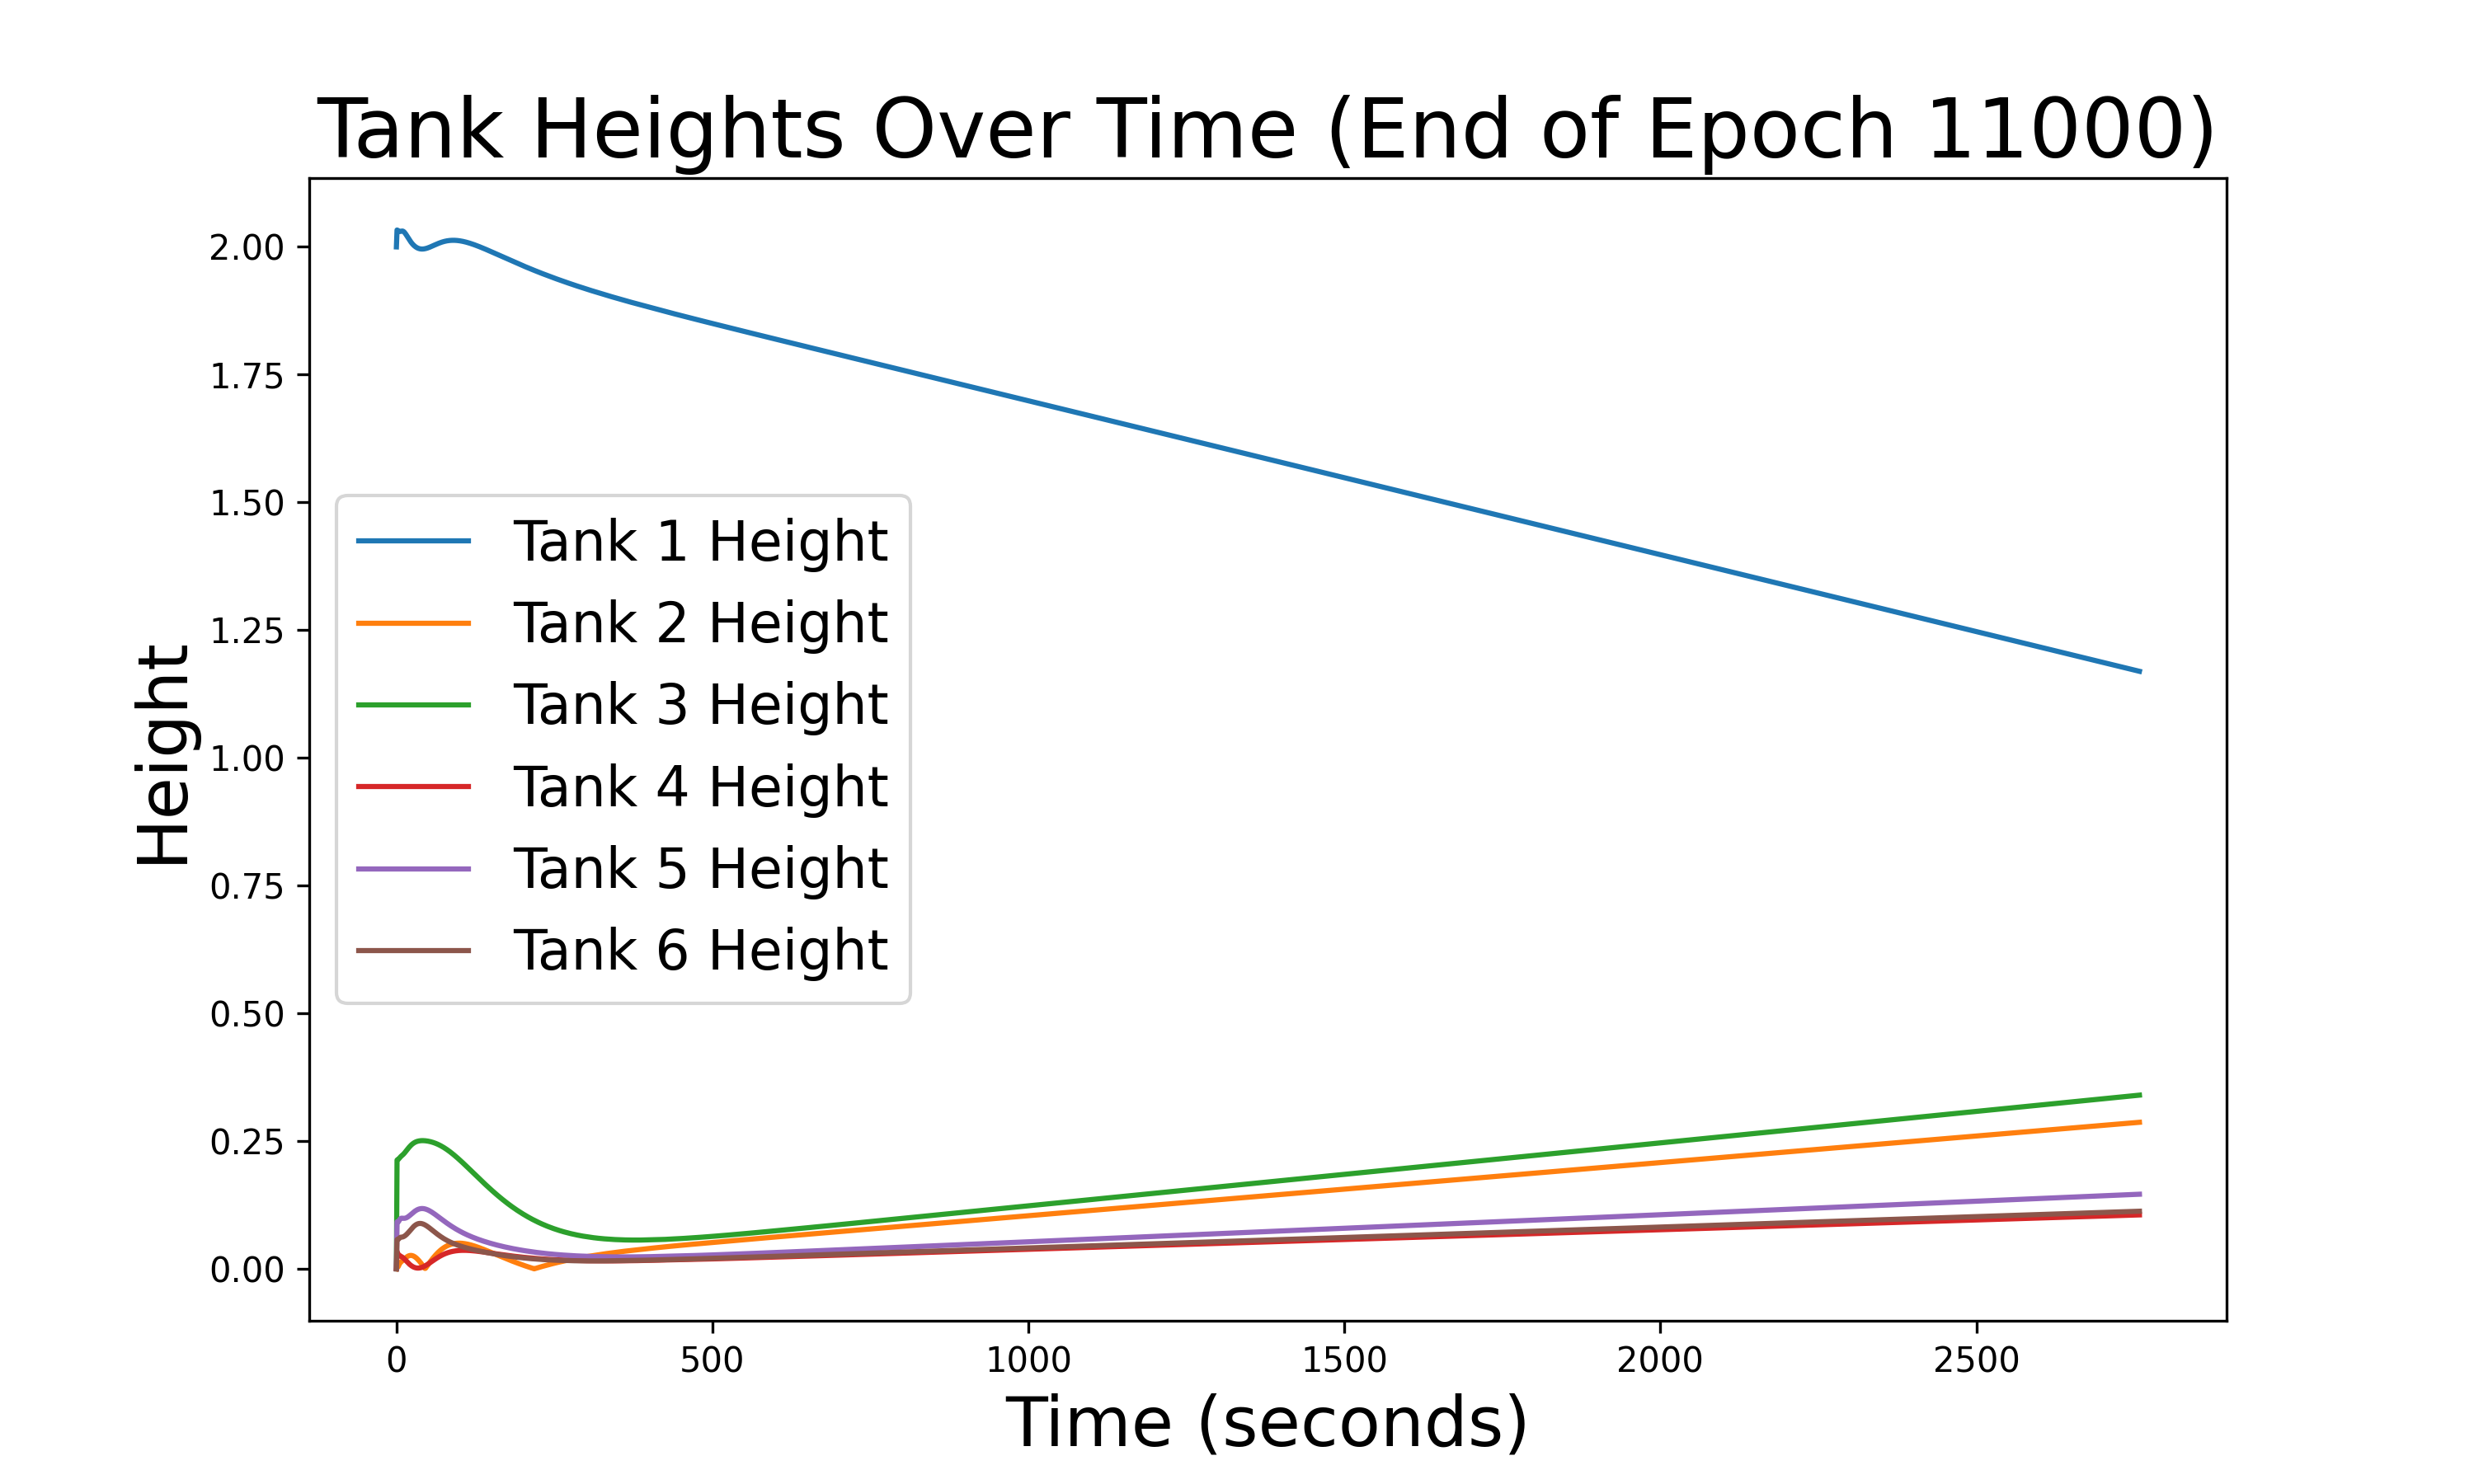 Tank Heights Over Time (End of Epoch 11000)
Height
2.00
1.75
1.50
1.25
1.00
0.75
0.50
0.25
0.00
Tank 1 Height
Tank 2 Height
Tank 3 Height
Tank 4 Height
Tank 5 Height
Tank 6 Height
0 500 1000 1500 2000 2500
Time (seconds)